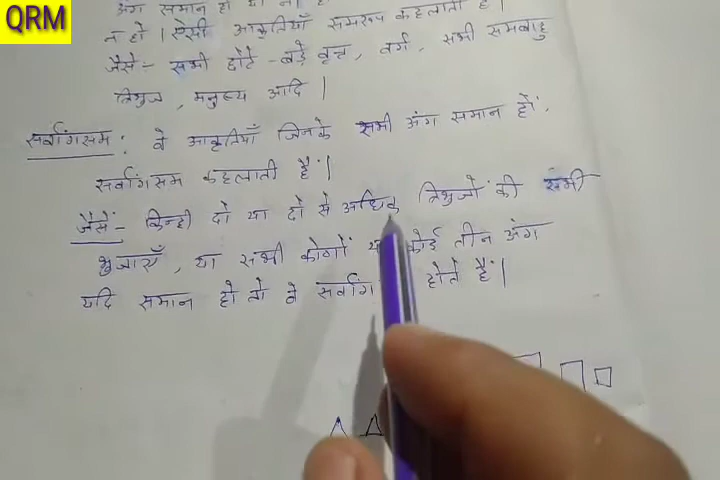 QRM
अंग समान हो या न हो
न हो । ऐसी आकृतियाँ समरूप कहलाती हैं ।
जैसे:- सभी छोटे-बड़े वृत्त, वर्ग, सभी समबाहु
त्रिभुज, मनुष्य आदि |
सर्वांगसम: वे आकृतियाँ जिनके सभी अंग समान हों,
सर्वांगसम कहलाती हैं |
जैसें:- किन्ही दो या दो से अधिक त्रिभुजों की सभी
भुजाएँ, या सभी कोणों कोई तीन अंग
यदि समान हो तो वे सर्वांग होते हैं |